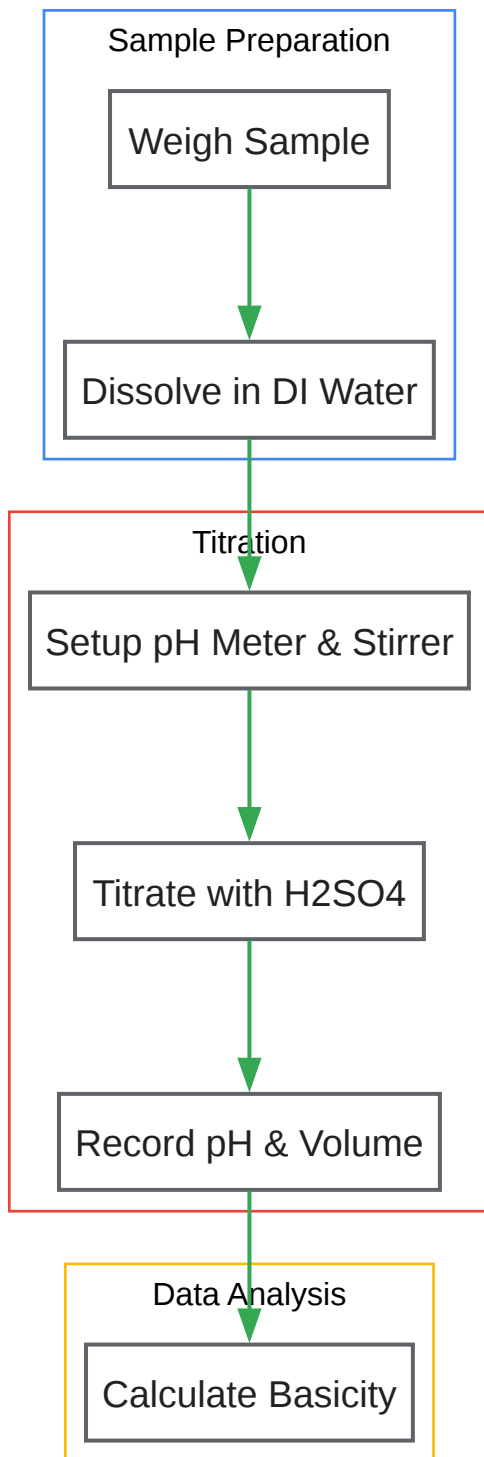 Sample Preparation
Weigh Sample
Dissolve in DI Water
Titration
Setup pH Meter & Stirrer
Titrate with H2SO4
Record pH & Volume
Data Analysis
Calculate Basicity